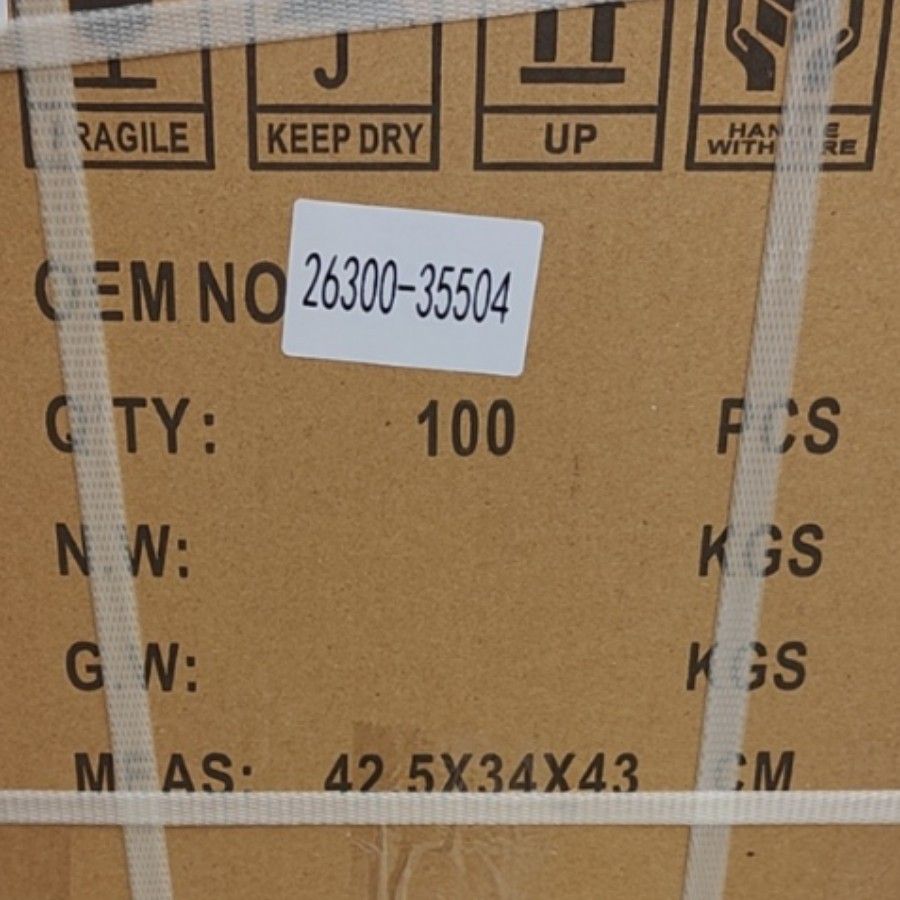 FRAGILE KEEP DRY UP HANDLE WITH CARE
OEM NO 26300-35504
Q'TY: 100 PCS
N.W: KGS
G.W: KGS
MEAS: 42.5X34X43 CM